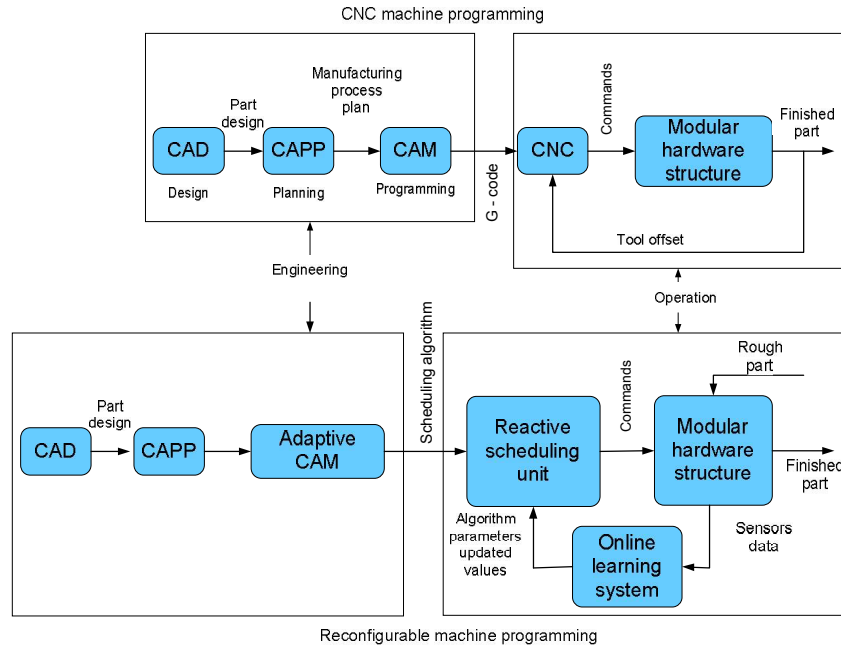 CNC machine programming
Manufacturing
process
plan
Part
design
CAD
CAPP
CAM
Design
Planning
Programming
G - code
CNC
Commands
Modular
hardware
structure
Finished
part
Tool offset
Engineering
Operation
Part
design
CAD
CAPP
Adaptive
CAM
Scheduling algorithm
Rough
part
Reactive
scheduling
unit
Commands
Modular
hardware
structure
Finished
part
Algorithm
parameters
updated
values
Online
learning
system
Sensors
data
Reconfigurable machine programming